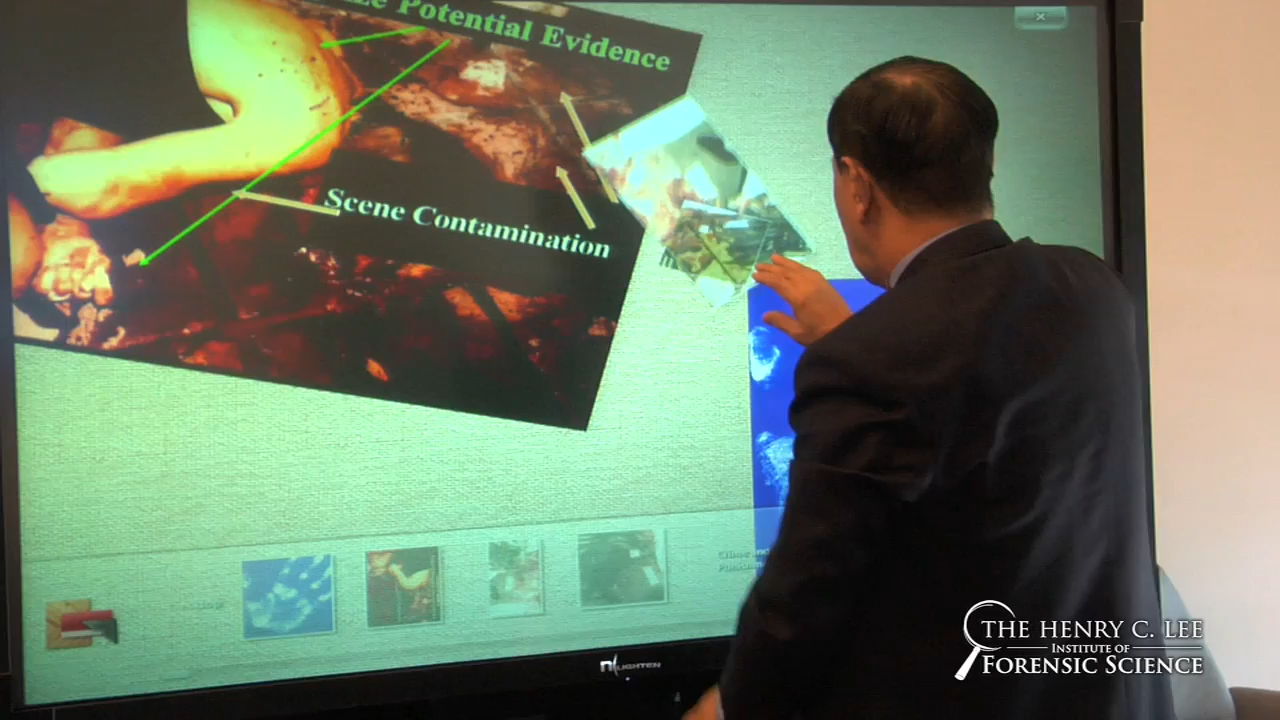 Potential Evidence
Scene Contamination
THE HENRY C. LEE
INSTITUTE OF
FORENSIC SCIENCE